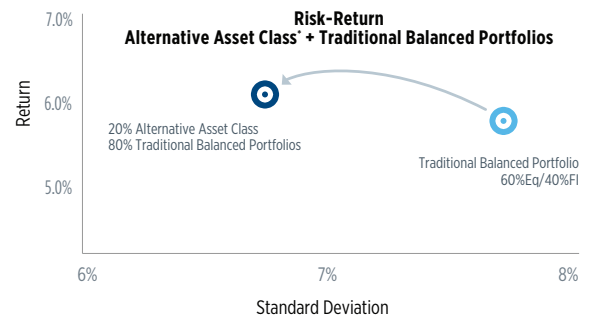 Risk-Return
Alternative Asset Class* + Traditional Balanced Portfolios
7.0%
6.0%
5.0%
Return
20% Alternative Asset Class
80% Traditional Balanced Portfolios
Traditional Balanced Portfolio
60%Eq/40%FI
6%
7%
8%
Standard Deviation